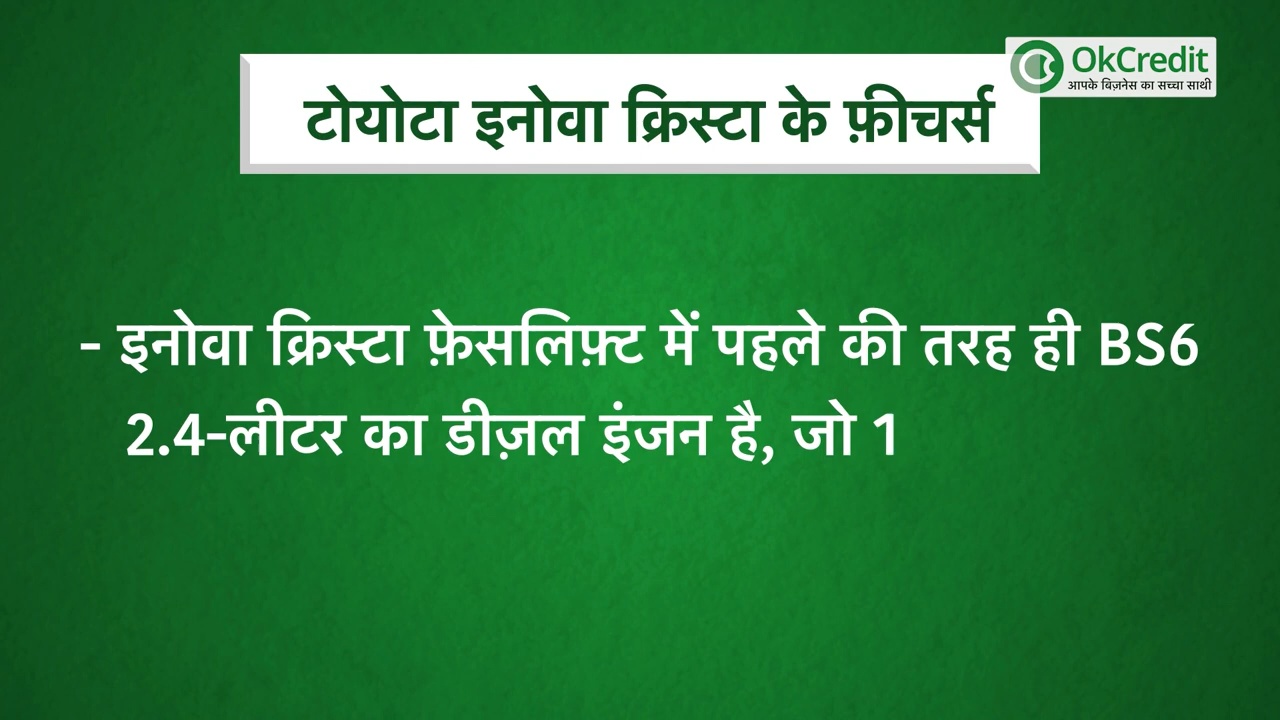 टोयोटा इनोवा क्रिस्टा के फ़ीचर्स
OkCredit
आपके बिज़नेस का सच्चा साथी
- इनोवा क्रिस्टा फ़ेसलिफ़्ट में पहले की तरह ही BS6
2.4-लीटर का डीज़ल इंजन है, जो 1